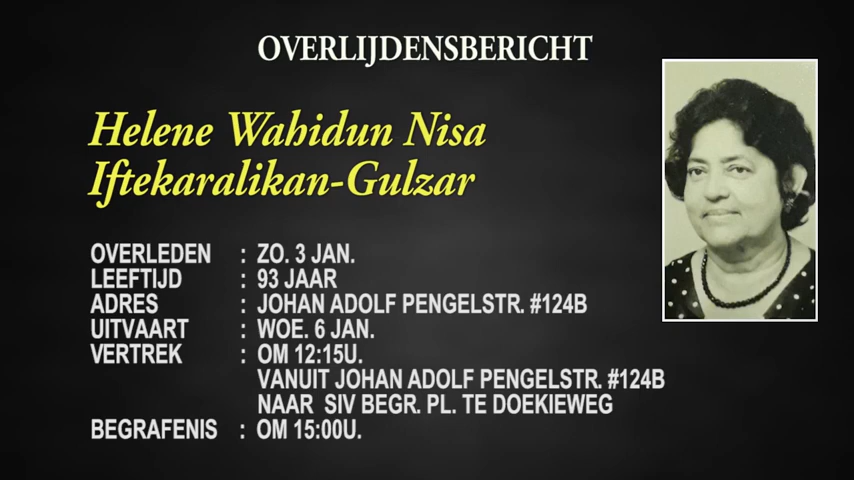 OVERLIJDENSBERICHT
Helene Wahidun Nisa
Iftekaralikan-Gulzar
OVERLEDEN : ZO. 3 JAN.
LEEFTIJD : 93 JAAR
ADRES : JOHAN ADOLF PENGELSTR. #124B
UITVAART : WOE. 6 JAN.
VERTREK : OM 12:15U.
VANUIT JOHAN ADOLF PENGELSTR. #124B
NAAR SIV BEGR. PL. TE DOEKIEWEG
BEGRAFENIS : OM 15:00U.